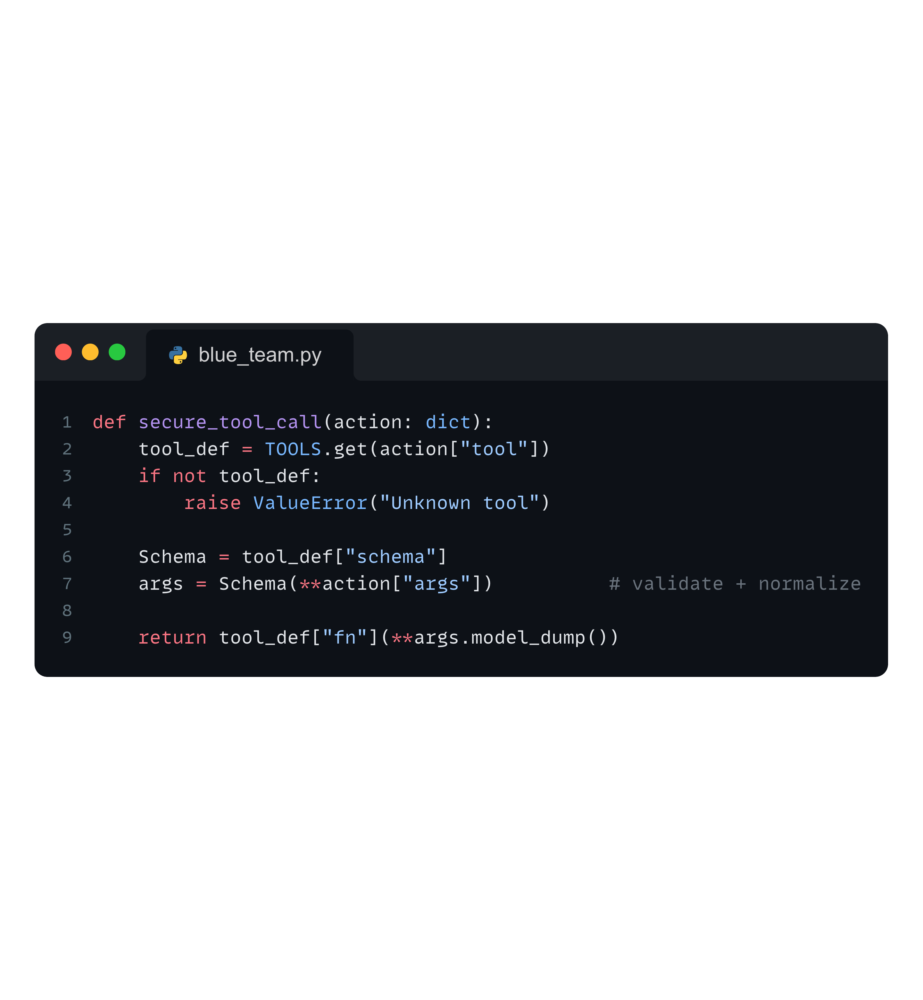 blue_team.py
1 def secure_tool_call(action: dict):
2     tool_def = TOOLS.get(action["tool"])
3     if not tool_def:
4         raise ValueError("Unknown tool")
5
6     Schema = tool_def["schema"]
7     args = Schema(**action["args"])          # validate + normalize
8
9     return tool_def["fn"](**args.model_dump())